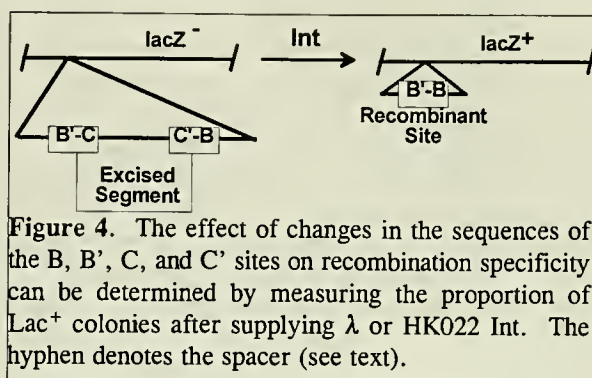 lacZ - Int lacZ+
B'-C C'-B B'-B
Recombinant
Site
Excised
Segment
Figure 4. The effect of changes in the sequences of
the B, B', C, and C' sites on recombination specificity
can be determined by measuring the proportion of
Lac+ colonies after supplying λ or HK022 Int. The
hyphen denotes the spacer (see text).